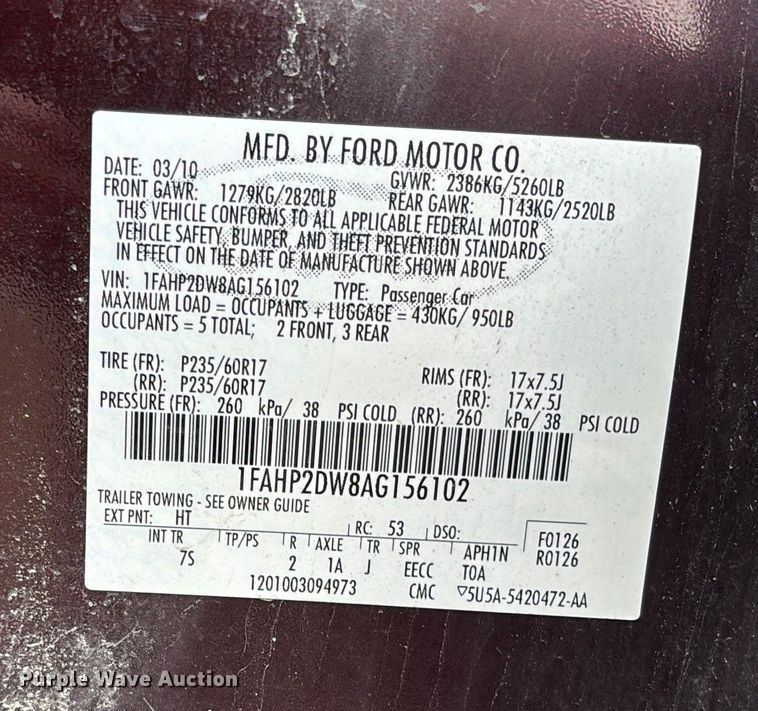 MFD. BY FORD MOTOR CO.
DATE: 03/10 GVWR: 2386KG/5260LB
FRONT GAWR: 1279KG/2820LB REAR GAWR: 1143KG/2520LB
THIS VEHICLE CONFORMS TO ALL APPLICABLE FEDERAL MOTOR
VEHICLE SAFETY, BUMPER, AND THEFT PREVENTION STANDARDS
IN EFFECT ON THE DATE OF MANUFACTURE SHOWN ABOVE.
VIN: 1FAHP2DW8AG156102 TYPE: Passenger Car
MAXIMUM LOAD = OCCUPANTS + LUGGAGE = 430KG/ 950LB
OCCUPANTS = 5 TOTAL; 2 FRONT, 3 REAR
TIRE (FR): P235/60R17 RIMS (FR): 17x7.5J
(RR): P235/60R17 (RR): 17x7.5J
PRESSURE (FR): 260 kPa/ 38 PSI COLD (RR): 260 kPa/ 38 PSI COLD
1FAHP2DW8AG156102
TRAILER TOWING - SEE OWNER GUIDE
EXT PNT: HT RC: 53 DSO: F0126
INT TR TP/PS R AXLE TR SPR APH1N R0126
7S 2 1A J EECC TOA
1201003094973 CMC ▽5U5A-5420472-AA
Purple Wave Auction